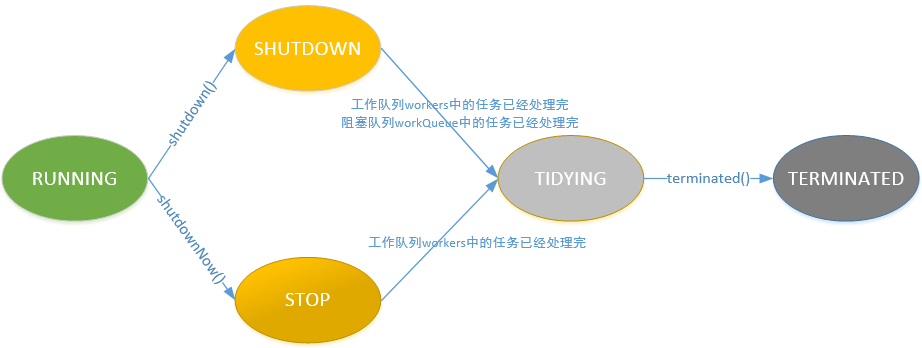 SHUTDOWN
shutdown()
工作队列workers中的任务已经处理完
阻塞队列workQueue中的任务已经处理完
RUNNING
TIDYING
terminated()
TERMINATED
shutdownNow()
工作队列workers中的任务已经处理完
STOP